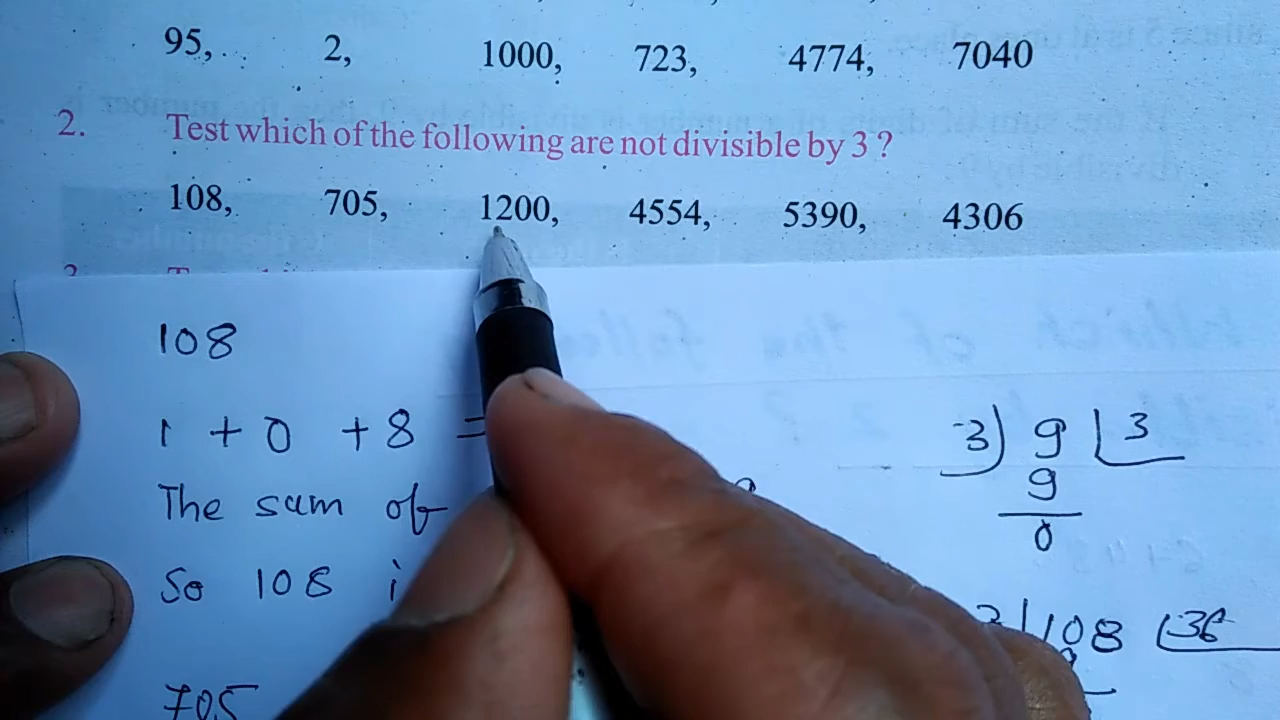 95, 2, 1000, 723, 4774, 7040
2. Test which of the following are not divisible by 3 ?
108, 705, 1200, 4554, 5390, 4306
108
1 + 0 + 8 =
3) 9 ( 3
9
The sum of
0
So 108 i
3 ) 108 ( 36
705